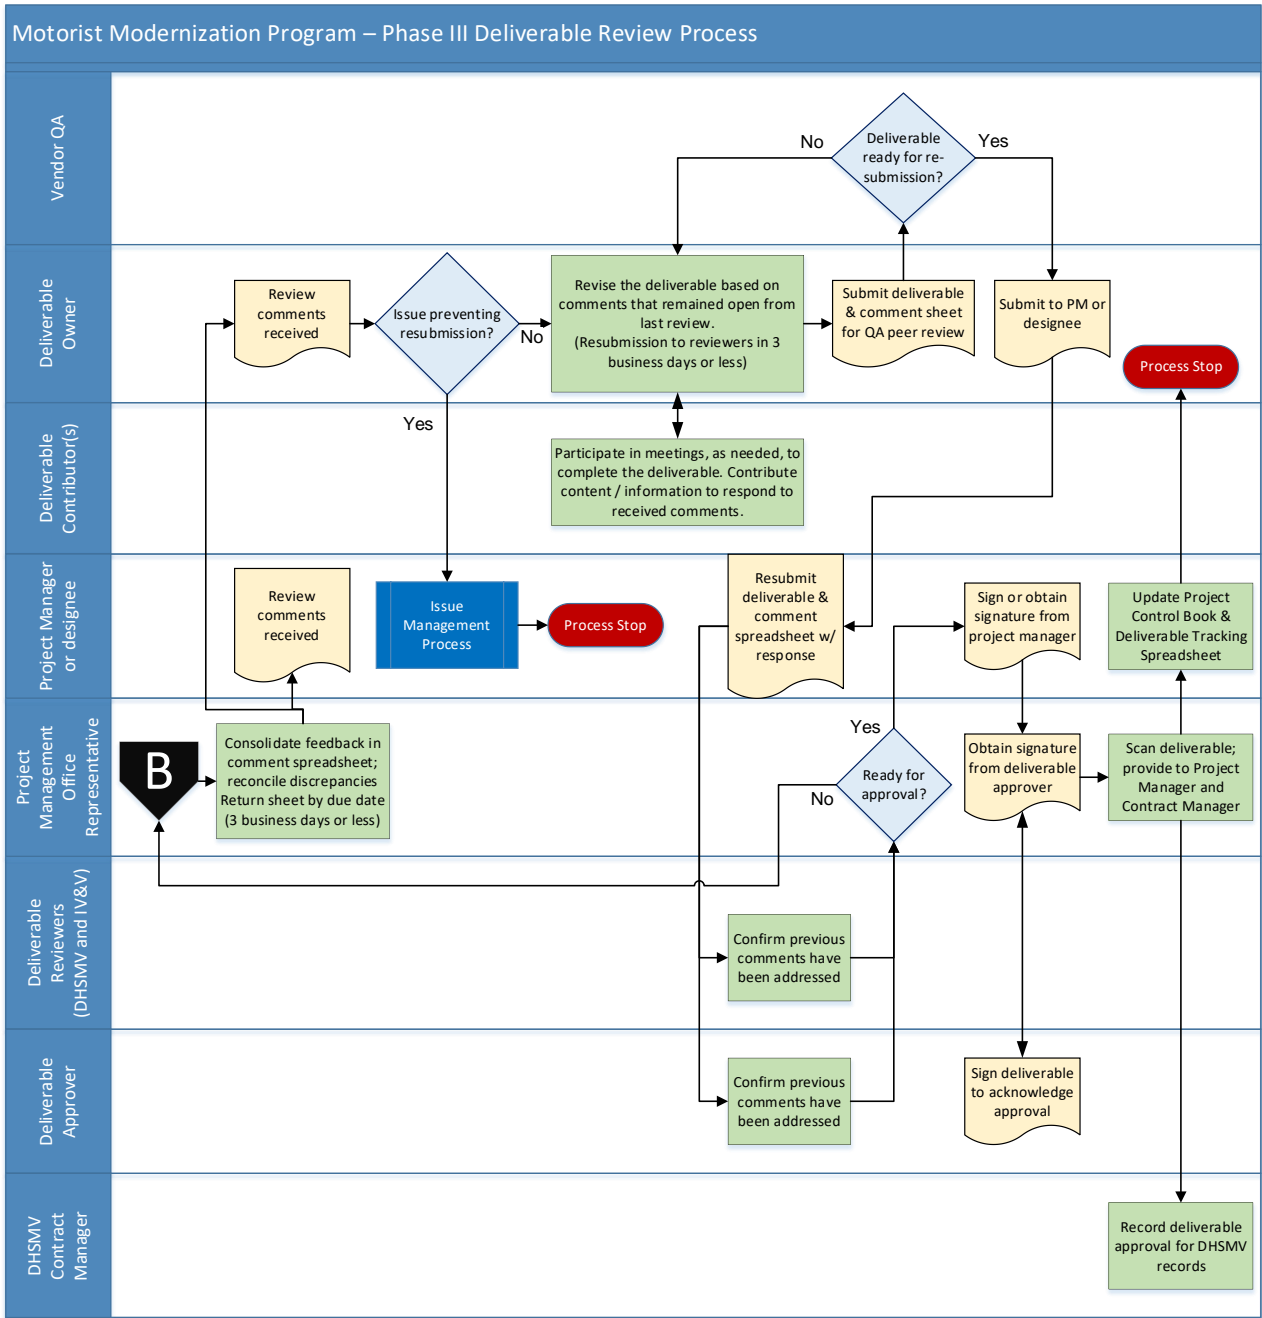 Motorist Modernization Program – Phase III Deliverable Review Process
Vendor QA
No
Deliverable
ready for re-
submission?
Yes
Deliverable
Owner
Review
comments
received
Issue preventing
resubmission?
No
Revise the deliverable based on
comments that remained open from
last review.
(Resubmission to reviewers in 3
business days or less)
Submit deliverable
& comment sheet
for QA peer review
Submit to PM or
designee
Process Stop
Yes
Deliverable
Contributor(s)
Participate in meetings, as needed, to
complete the deliverable. Contribute
content / information to respond to
received comments.
Project Manager
or designee
Review
comments
received
Issue
Management
Process
Process Stop
Resubmit
deliverable &
comment
spreadsheet w/
response
Sign or obtain
signature from
project manager
Update Project
Control Book &
Deliverable Tracking
Spreadsheet
Project
Management
Office
Representative
B
Consolidate feedback in
comment spreadsheet;
reconcile discrepancies
Return sheet by due date
(3 business days or less)
Yes
Ready for
approval?
No
Obtain signature
from deliverable
approver
Scan deliverable;
provide to Project
Manager and
Contract Manager
Deliverable
Reviewers
(DHSMV and IV&V)
Confirm previous
comments have
been addressed
Deliverable
Approver
Confirm previous
comments have
been addressed
Sign deliverable
to acknowledge
approval
DHSMV
Contract
Manager
Record deliverable
approval for DHSMV
records